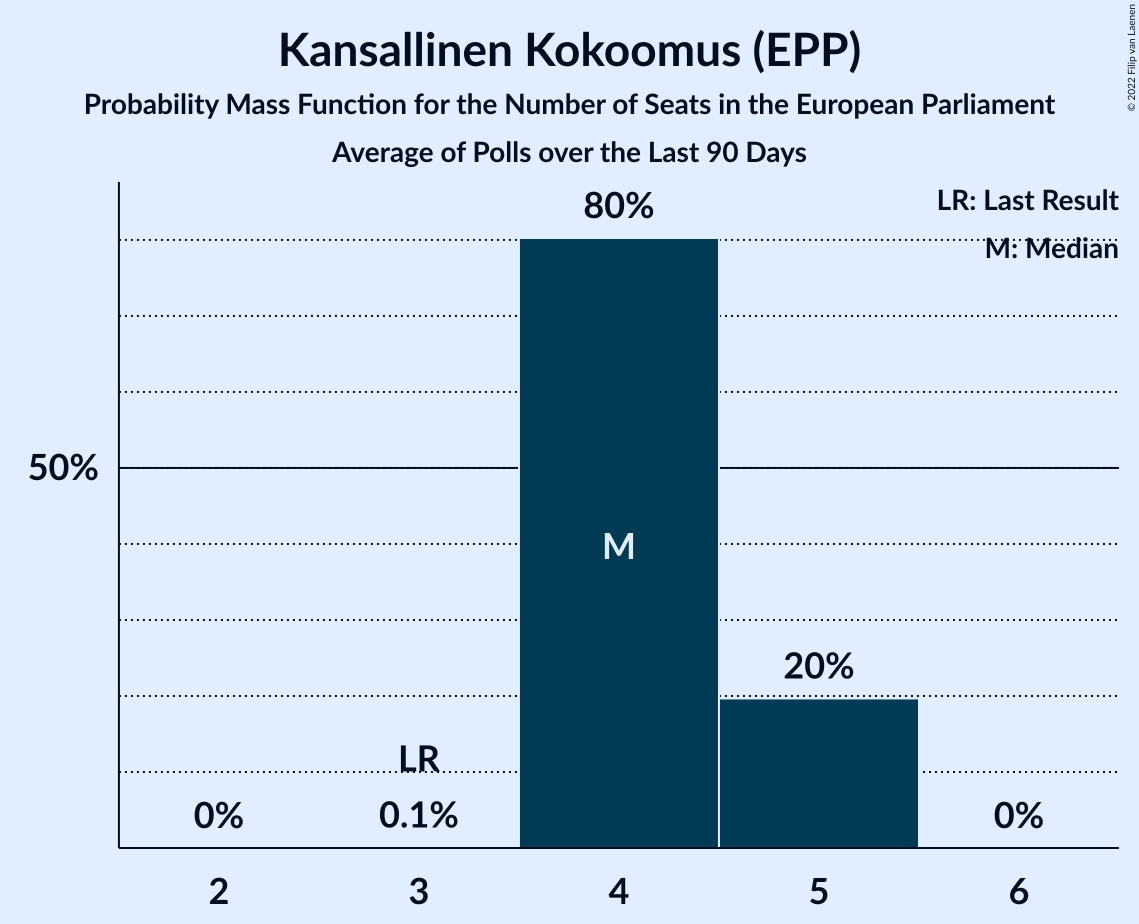 Kansallinen Kokoomus (EPP)
Probability Mass Function for the Number of Seats in the European Parliament
Average of Polls over the Last 90 Days
© 2022 Filip van Laenen
LR: Last Result
M: Median
80%
50%
M
20%
LR
0%
0.1%
0%
2
3
4
5
6